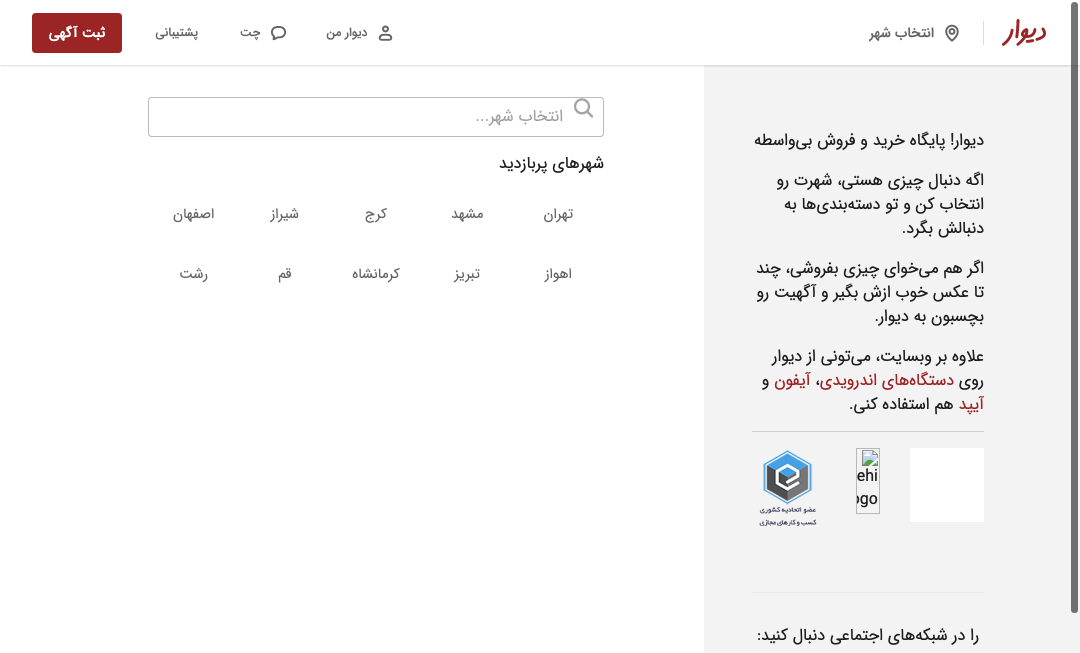 دیوار
انتخاب شهر
دیوار من
چت
پشتیبانی
ثبت آگهی
دیوار! پایگاه خرید و فروش بی‌واسطه
اگه دنبال چیزی هستی، شهرت رو
انتخاب کن و تو دسته‌بندی‌ها به
دنبالش بگرد.
اگر هم می‌خوای چیزی بفروشی، چند
تا عکس خوب ازش بگیر و آگهیت رو
بچسبون به دیوار.
علاوه بر وبسایت، می‌تونی از دیوار
روی دستگاه‌های اندرویدی، آیفون و
آیپد هم استفاده کنی.
ehi
ogo
عضو اتحادیه کشوری
کسب و کارهای مجازی
را در شبکه‌های اجتماعی دنبال کنید:
انتخاب شهر...
شهرهای پربازدید
تهران
مشهد
کرج
شیراز
اصفهان
اهواز
تبریز
کرمانشاه
قم
رشت